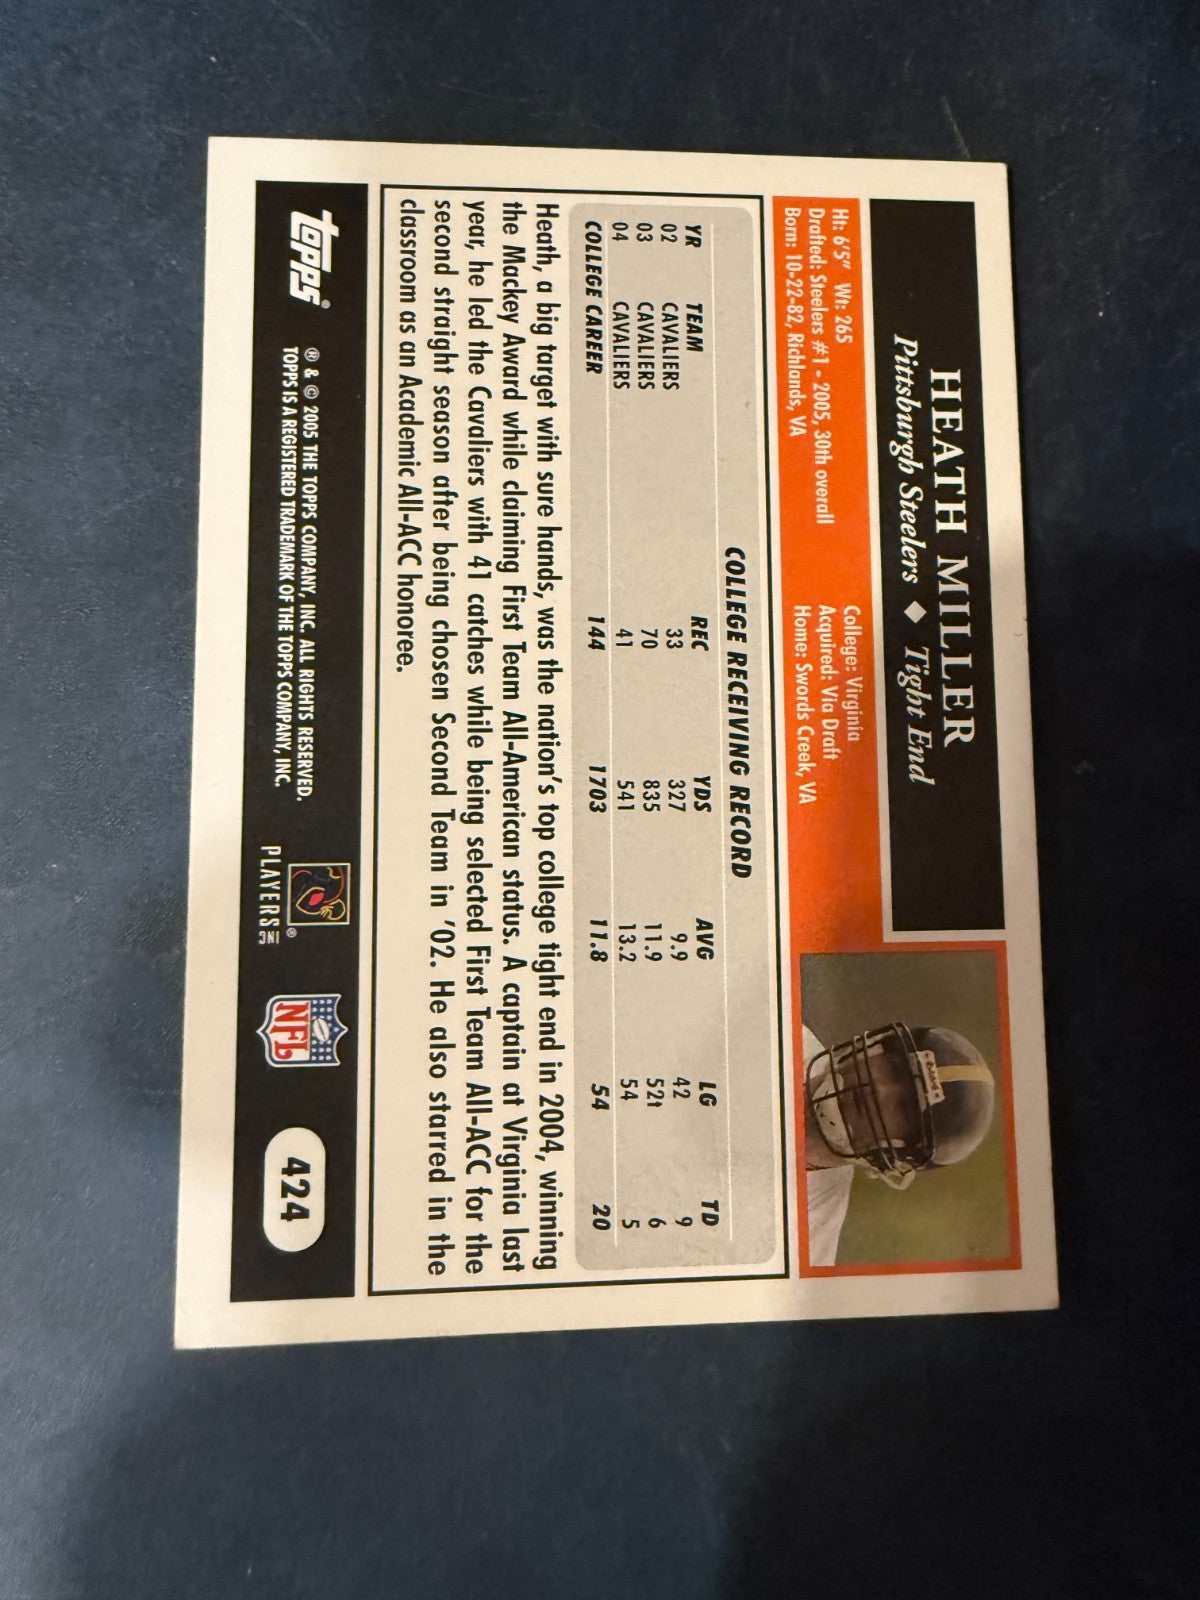 HEATH MILLER
Pittsburgh Steelers ◆ Tight End
Ht: 6'5" Wt: 265
Drafted: Steelers #1 - 2005, 30th overall
Born: 10-22-82, Richlands, VA
College: Virginia
Acquired: Via Draft
Home: Swords Creek, VA
COLLEGE RECEIVING RECORD
YR TEAM REC YDS AVG LG TD
02 CAVALIERS 33 327 9.9 42 9
03 CAVALIERS 70 835 11.9 52t 6
04 CAVALIERS 41 541 13.2 54 5
COLLEGE CAREER 144 1703 11.8 54 20
Heath, a big target with sure hands, was the nation's top college tight end in 2004, winning
the Mackey Award while claiming First Team All-American status. A captain at Virginia last
year, he led the Cavaliers with 41 catches while being selected First Team All-ACC for the
second straight season after being chosen Second Team in '02. He also starred in the
classroom as an Academic All-ACC honoree.
topps®
® & © 2005 THE TOPPS COMPANY, INC. ALL RIGHTS RESERVED.
TOPPS IS A REGISTERED TRADEMARK OF THE TOPPS COMPANY, INC.
PLAYERS INC ®
NFL
424